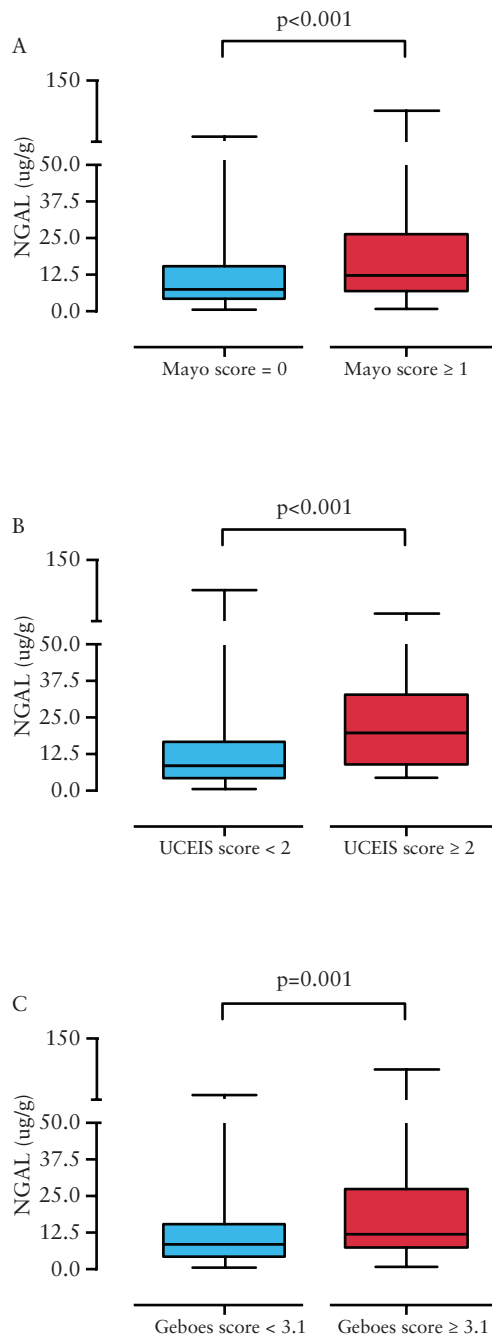 p<0.001
A
150
50.0
37.5
25.0
12.5
0.0
NGAL (ug/g)
Mayo score = 0 Mayo score ≥ 1
p<0.001
B
150
50.0
37.5
25.0
12.5
0.0
NGAL (ug/g)
UCEIS score < 2 UCEIS score ≥ 2
p=0.001
C
150
50.0
37.5
25.0
12.5
0.0
NGAL (ug/g)
Geboes score < 3.1 Geboes score ≥ 3.1